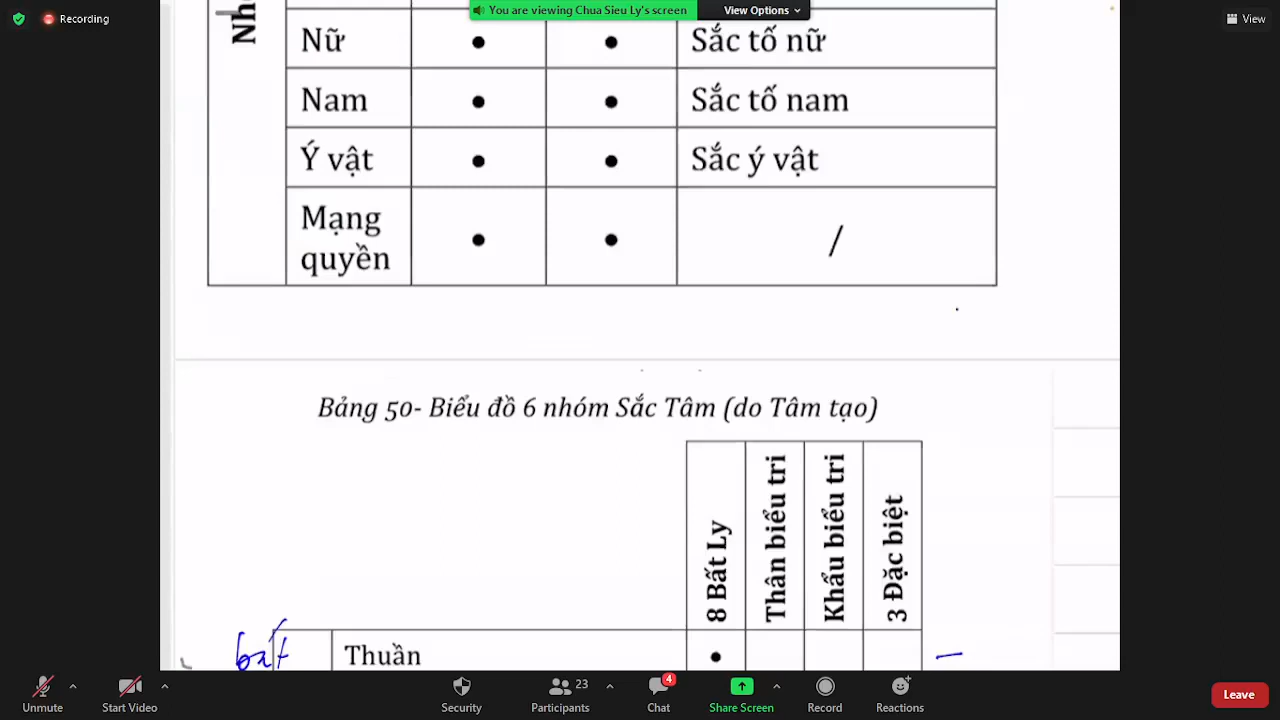 Recording
You are viewing Chua Sieu Ly's screen
View Options
View
Nh
Nữ • • Sắc tố nữ
Nam • • Sắc tố nam
Ý vật • • Sắc ý vật
Mạng quyền • • /
Bảng 50- Biểu đồ 6 nhóm Sắc Tâm (do Tâm tạo)
8 Bất Ly
Thân biểu tri
Khẩu biểu tri
3 Đặc biệt
bất
Thuần •
Unmute
Start Video
Security
Participants 23
Chat 4
Share Screen
Record
Reactions
Leave